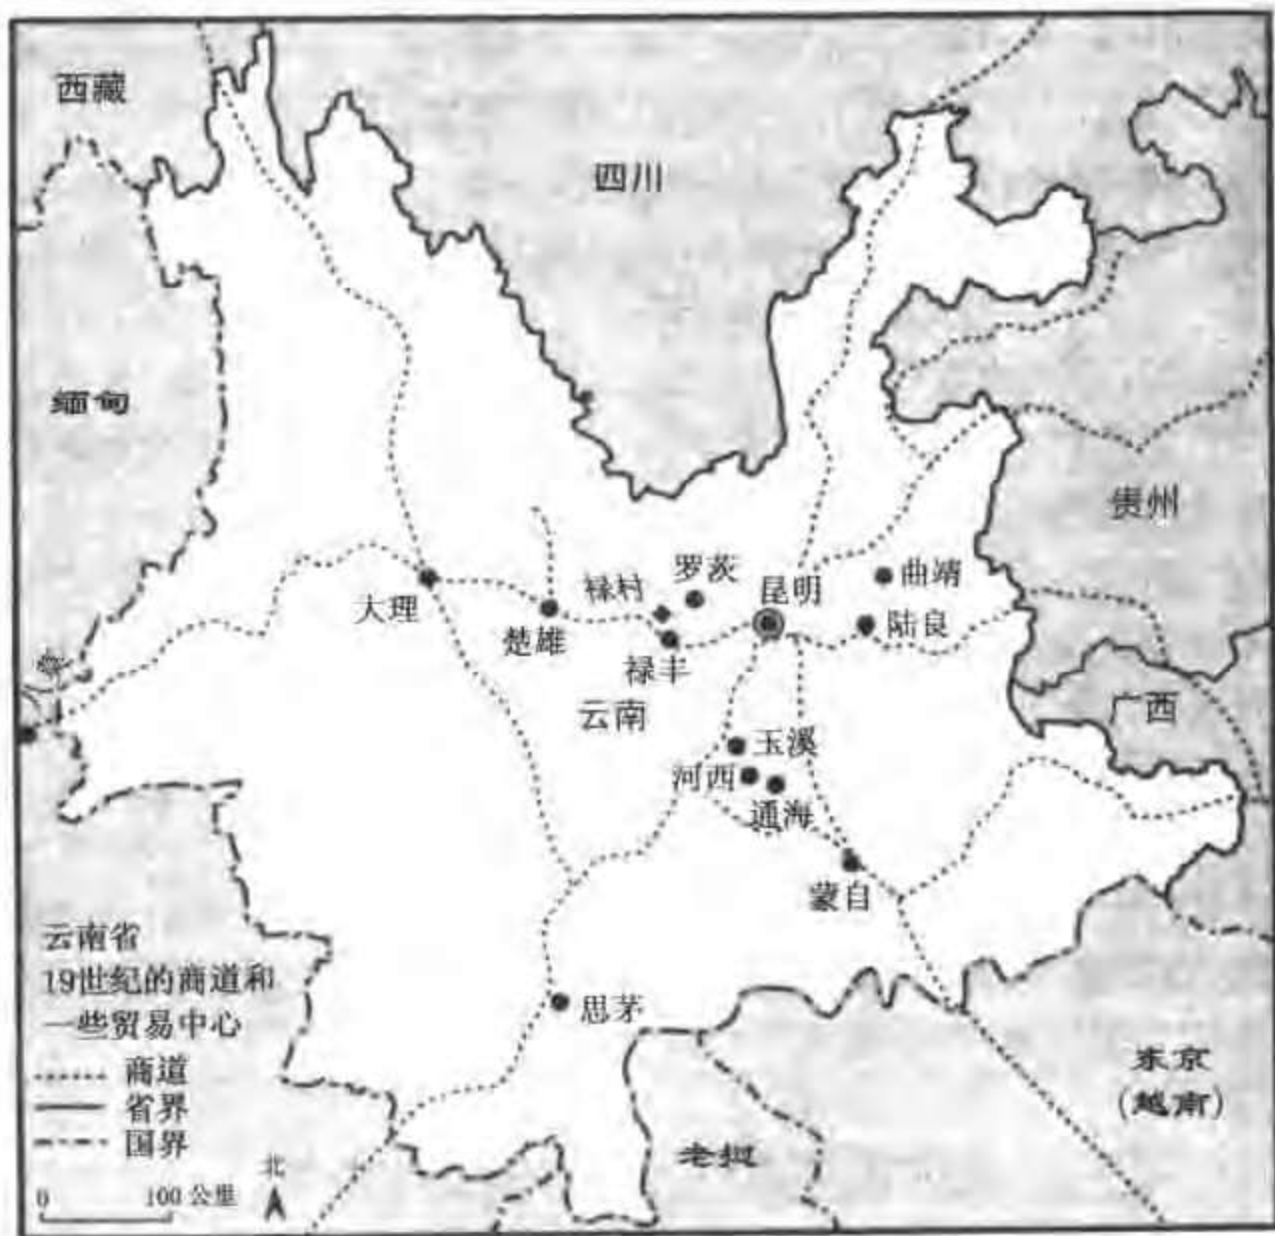 西藏
四川
缅甸
贵州
罗茨
禄村
昆明
曲靖
大理
楚雄
陆良
禄丰
云南
广西
玉溪
河西
通海
蒙自
云南省
19世纪的商道和
一些贸易中心
思茅
商道
省界
国界
东京
(越南)
老挝
北
0 100公里